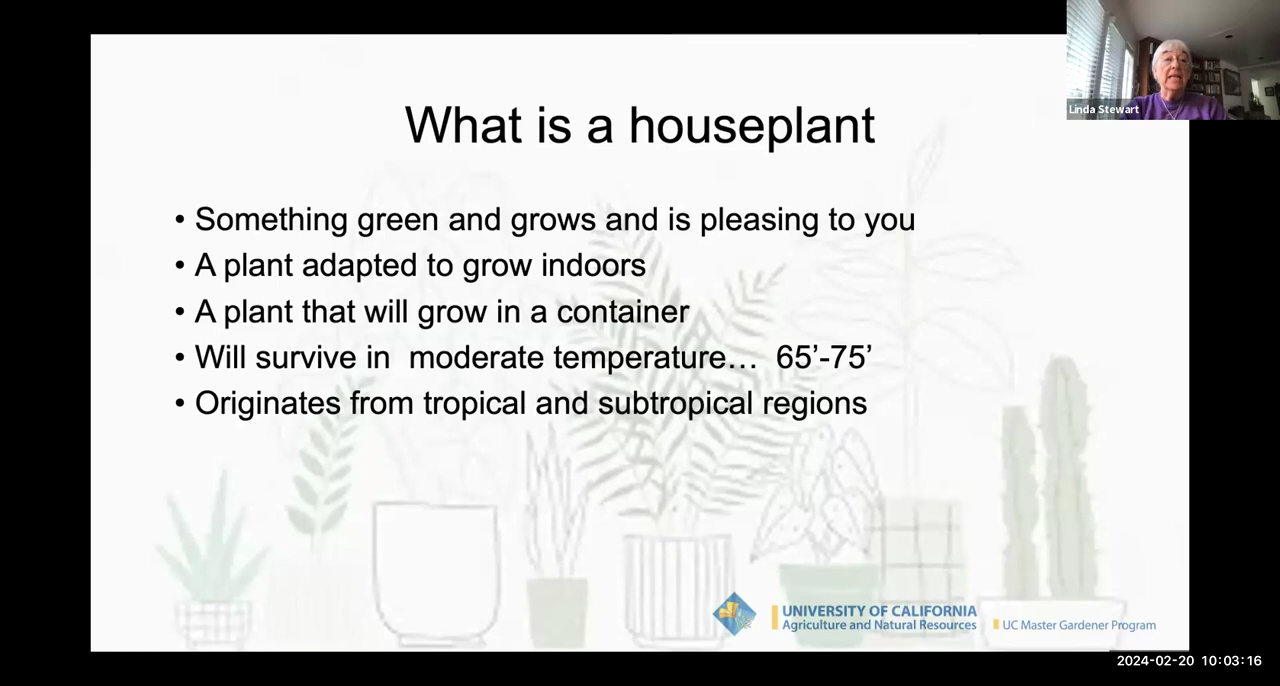 Linda Stewart
What is a houseplant
• Something green and grows and is pleasing to you
• A plant adapted to grow indoors
• A plant that will grow in a container
• Will survive in  moderate temperature…  65’-75’
• Originates from tropical and subtropical regions
UNIVERSITY OF CALIFORNIA
Agriculture and Natural Resources
UC Master Gardener Program
2024-02-20 10:03:16